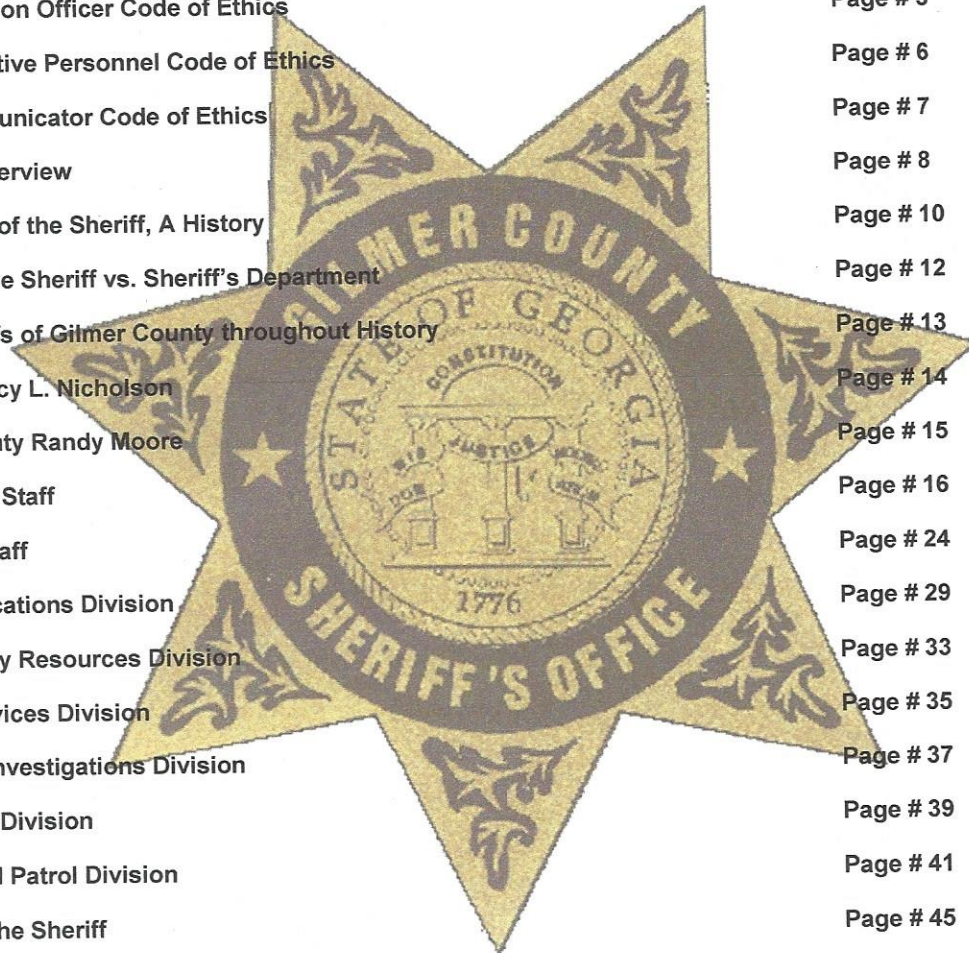 on Officer Code of Ethics
tive Personnel Code of Ethics Page # 6
unicator Code of Ethics Page # 7
erview Page # 8
of the Sheriff, A History Page # 10
e Sheriff vs. Sheriff's Department Page # 12
's of Gilmer County throughout History Page # 13
cy L. Nicholson Page # 14
ty Randy Moore Page # 15
Staff Page # 16
aff Page # 24
cations Division Page # 29
y Resources Division Page # 33
vices Division Page # 35
nvestigations Division Page # 37
Division Page # 39
l Patrol Division Page # 41
he Sheriff Page # 45
GILMER COUNTY
STATE OF GEORGIA
CONSTITUTION
JUSTICE
1776
SHERIFF'S OFFICE